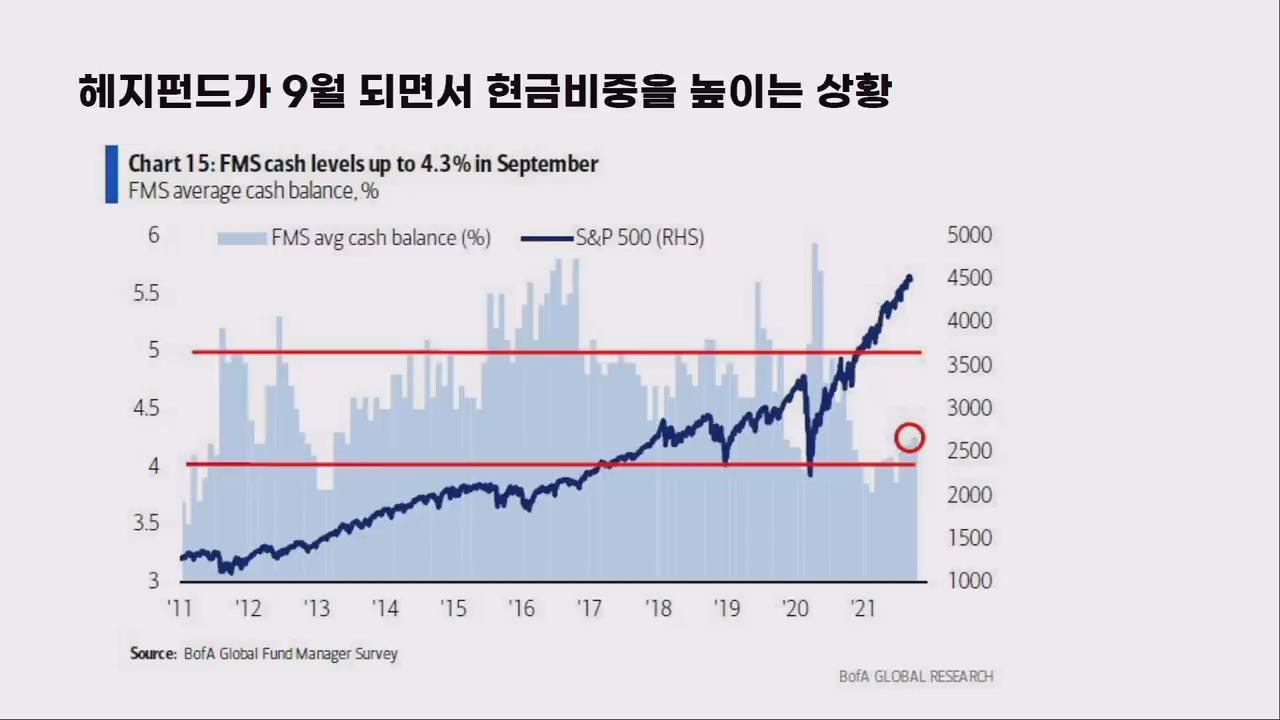 헤지펀드가 9월 되면서 현금비중을 높이는 상황
Chart 15: FMS cash levels up to 4.3% in September
FMS average cash balance, %
FMS avg cash balance (%) S&P 500 (RHS)
6
5.5
5
4.5
4
3.5
3
5000
4500
4000
3500
3000
2500
2000
1500
1000
'11 '12 '13 '14 '15 '16 '17 '18 '19 '20 '21
Source: BofA Global Fund Manager Survey
BofA GLOBAL RESEARCH